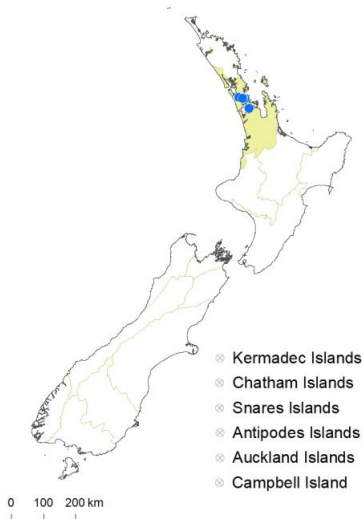 Kermadec Islands
Chatham Islands
Snares Islands
Antipodes Islands
Auckland Islands
Campbell Island
0 100 200 km